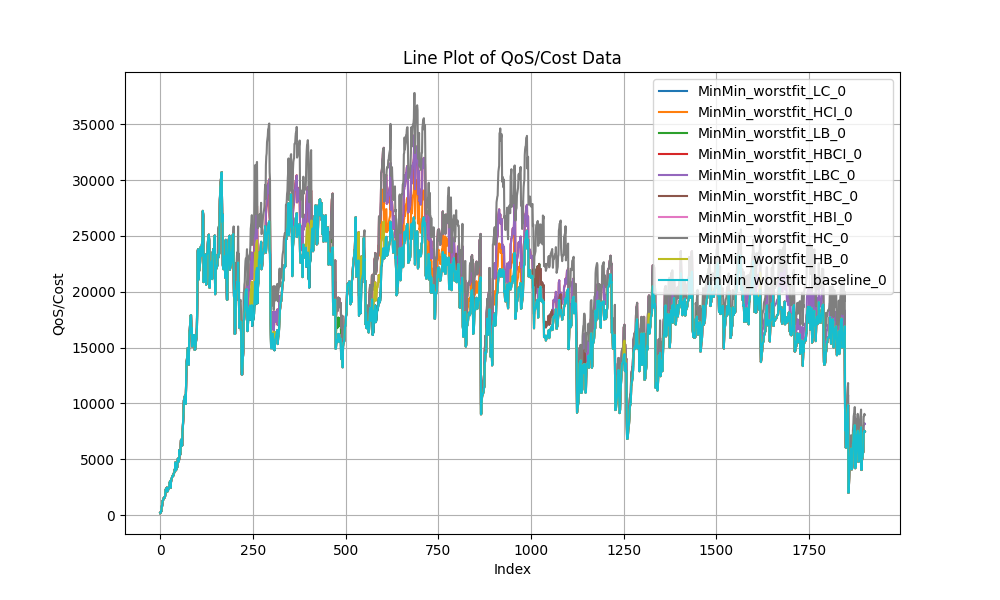 Line Plot of QoS/Cost Data
MinMin_worstfit_LC_0
MinMin_worstfit_HCI_0
MinMin_worstfit_LB_0
MinMin_worstfit_HBCI_0
MinMin_worstfit_LBC_0
MinMin_worstfit_HBC_0
MinMin_worstfit_HBI_0
MinMin_worstfit_HC_0
MinMin_worstfit_HB_0
MinMin_worstfit_baseline_0
QoS/Cost
35000
30000
25000
20000
15000
10000
5000
0
0 250 500 750 1000 1250 1500 1750
Index